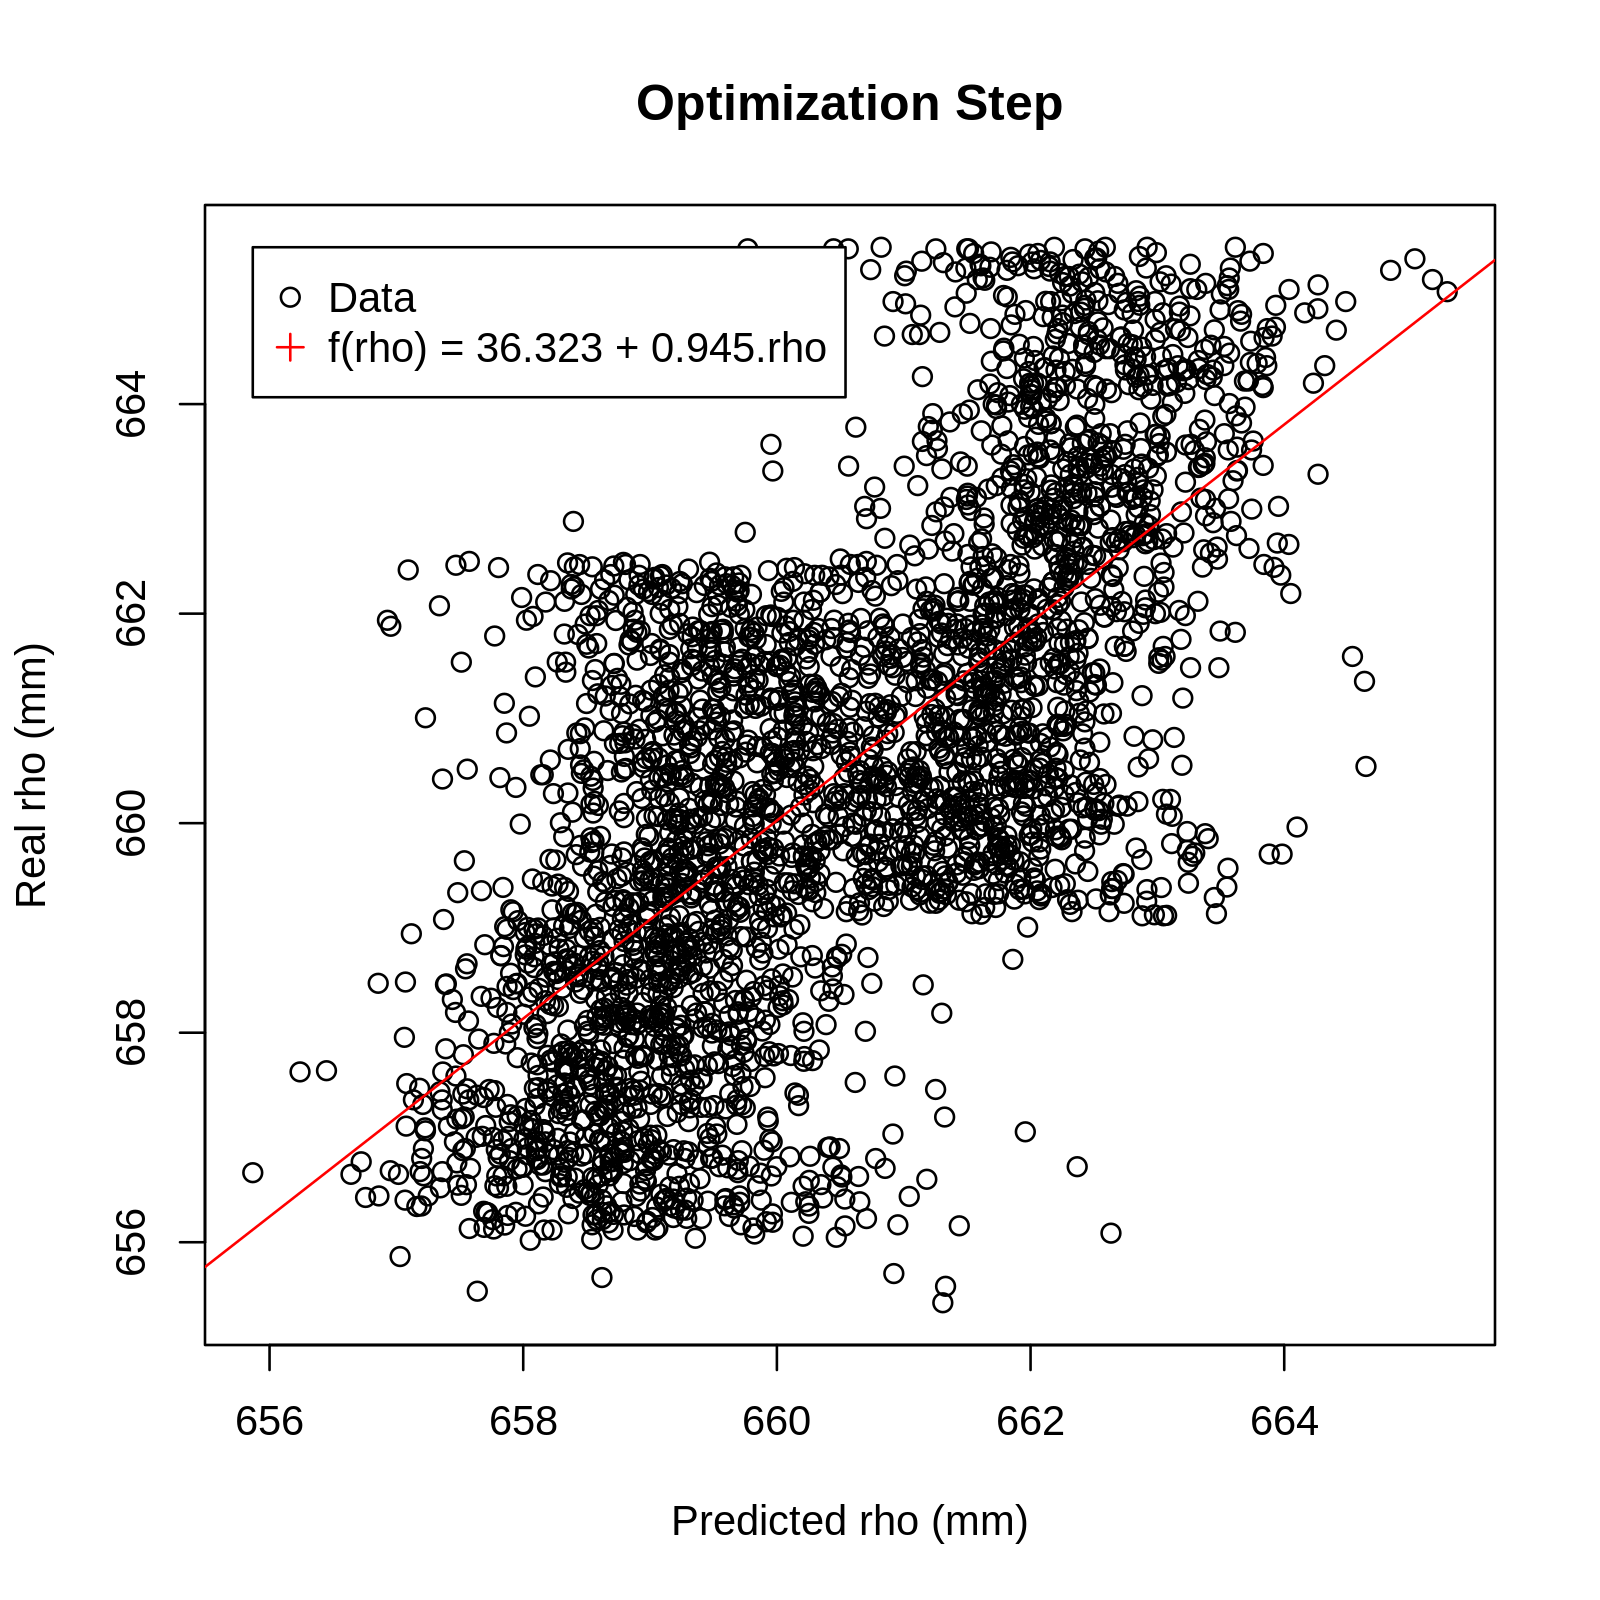 Optimization Step
Data
f(rho) = 36.323 + 0.945.rho
Real rho (mm)
664
662
660
658
656
656 658 660 662 664
Predicted rho (mm)